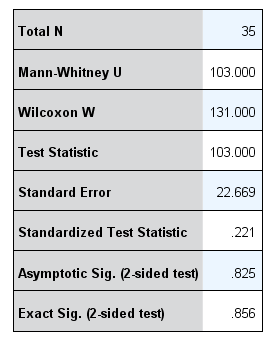 Total N 35
Mann-Whitney U 103.000
Wilcoxon W 131.000
Test Statistic 103.000
Standard Error 22.669
Standardized Test Statistic .221
Asymptotic Sig. (2-sided test) .825
Exact Sig. (2-sided test) .856